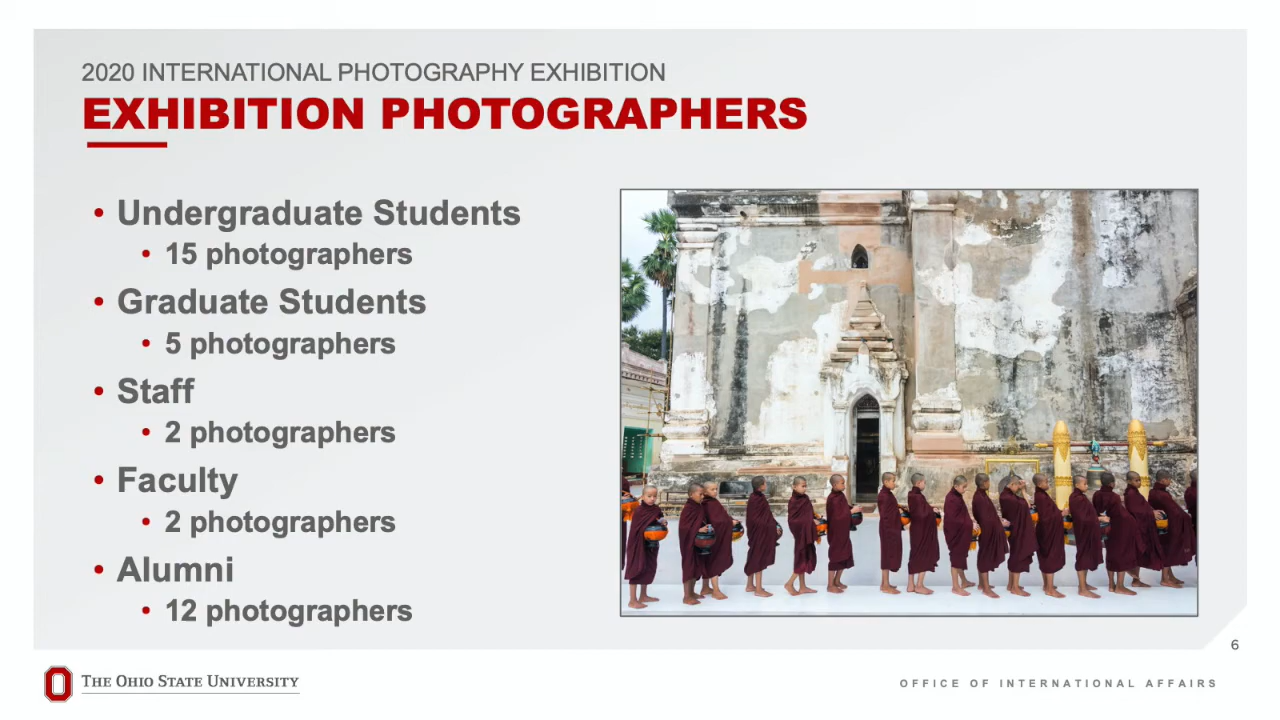 2020 INTERNATIONAL PHOTOGRAPHY EXHIBITION
EXHIBITION PHOTOGRAPHERS
• Undergraduate Students
• 15 photographers
• Graduate Students
• 5 photographers
• Staff
• 2 photographers
• Faculty
• 2 photographers
• Alumni
• 12 photographers
6
THE OHIO STATE UNIVERSITY
OFFICE OF INTERNATIONAL AFFAIRS